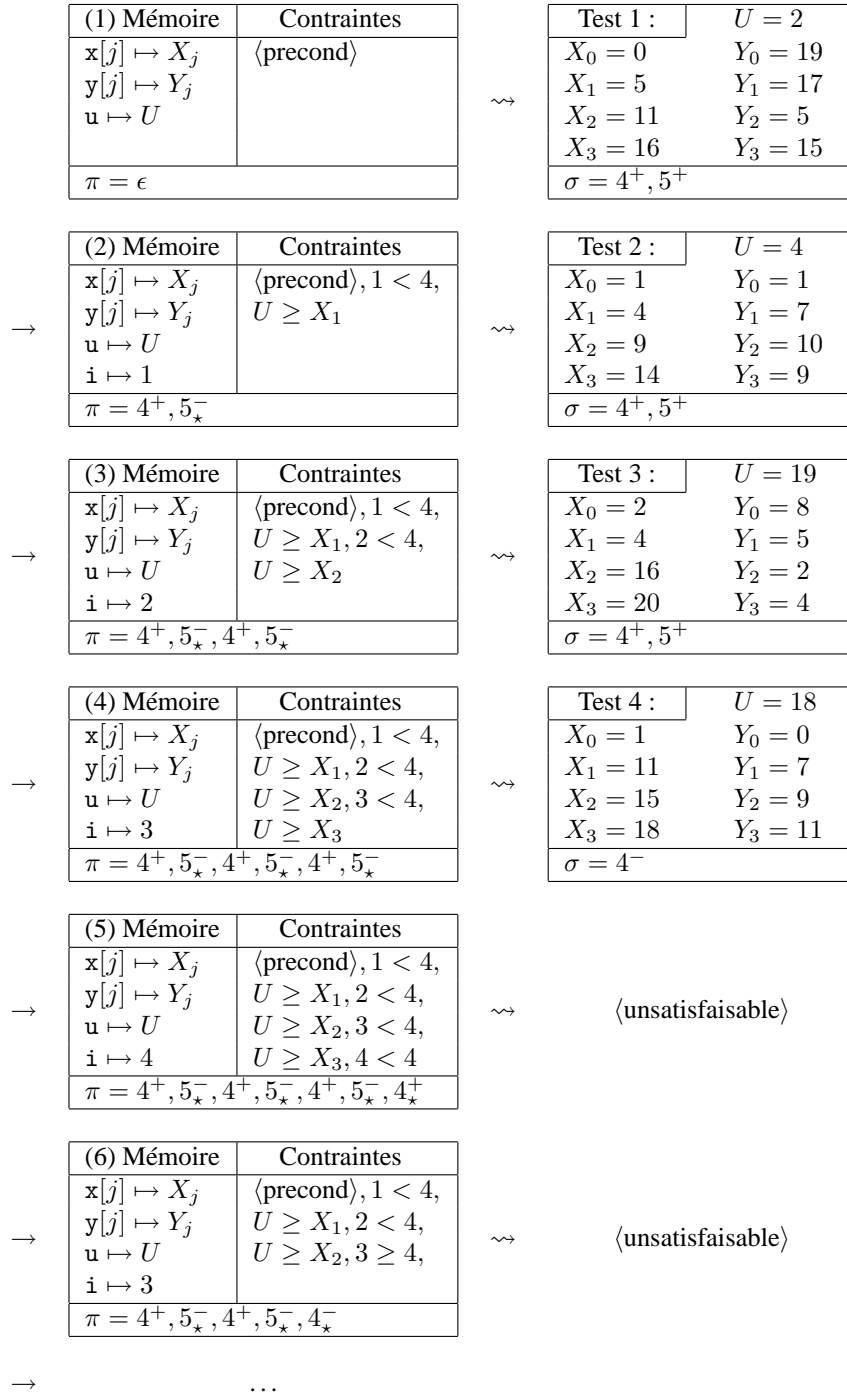 (1) Mémoire Contraintes Test 1 : U = 2
x[j] ↦ X_j ⟨precond⟩ X_0 = 0 Y_0 = 19
y[j] ↦ Y_j ⇝ X_1 = 5 Y_1 = 17
u ↦ U X_2 = 11 Y_2 = 5
X_3 = 16 Y_3 = 15
π = ϵ σ = 4^+, 5^+
(2) Mémoire Contraintes Test 2 : U = 4
x[j] ↦ X_j ⟨precond⟩, 1 < 4, X_0 = 1 Y_0 = 1
→ y[j] ↦ Y_j U ≥ X_1 ⇝ X_1 = 4 Y_1 = 7
u ↦ U X_2 = 9 Y_2 = 10
i ↦ 1 X_3 = 14 Y_3 = 9
π = 4^+, 5^-_⋆ σ = 4^+, 5^+
(3) Mémoire Contraintes Test 3 : U = 19
x[j] ↦ X_j ⟨precond⟩, 1 < 4, X_0 = 2 Y_0 = 8
→ y[j] ↦ Y_j U ≥ X_1, 2 < 4, ⇝ X_1 = 4 Y_1 = 5
u ↦ U U ≥ X_2 X_2 = 16 Y_2 = 2
i ↦ 2 X_3 = 20 Y_3 = 4
π = 4^+, 5^-_⋆, 4^+, 5^-_⋆ σ = 4^+, 5^+
(4) Mémoire Contraintes Test 4 : U = 18
x[j] ↦ X_j ⟨precond⟩, 1 < 4, X_0 = 1 Y_0 = 0
→ y[j] ↦ Y_j U ≥ X_1, 2 < 4, ⇝ X_1 = 11 Y_1 = 7
u ↦ U U ≥ X_2, 3 < 4, X_2 = 15 Y_2 = 9
i ↦ 3 U ≥ X_3 X_3 = 18 Y_3 = 11
π = 4^+, 5^-_⋆, 4^+, 5^-_⋆, 4^+, 5^-_⋆ σ = 4^-
(5) Mémoire Contraintes
x[j] ↦ X_j ⟨precond⟩, 1 < 4,
→ y[j] ↦ Y_j U ≥ X_1, 2 < 4, ⇝ ⟨unsatisfaisable⟩
u ↦ U U ≥ X_2, 3 < 4,
i ↦ 4 U ≥ X_3, 4 < 4
π = 4^+, 5^-_⋆, 4^+, 5^-_⋆, 4^+, 5^-_⋆, 4^+_⋆
(6) Mémoire Contraintes
x[j] ↦ X_j ⟨precond⟩, 1 < 4,
→ y[j] ↦ Y_j U ≥ X_1, 2 < 4, ⇝ ⟨unsatisfaisable⟩
u ↦ U U ≥ X_2, 3 ≥ 4,
i ↦ 3
π = 4^+, 5^-_⋆, 4^+, 5^-_⋆, 4^-_⋆
→ ...